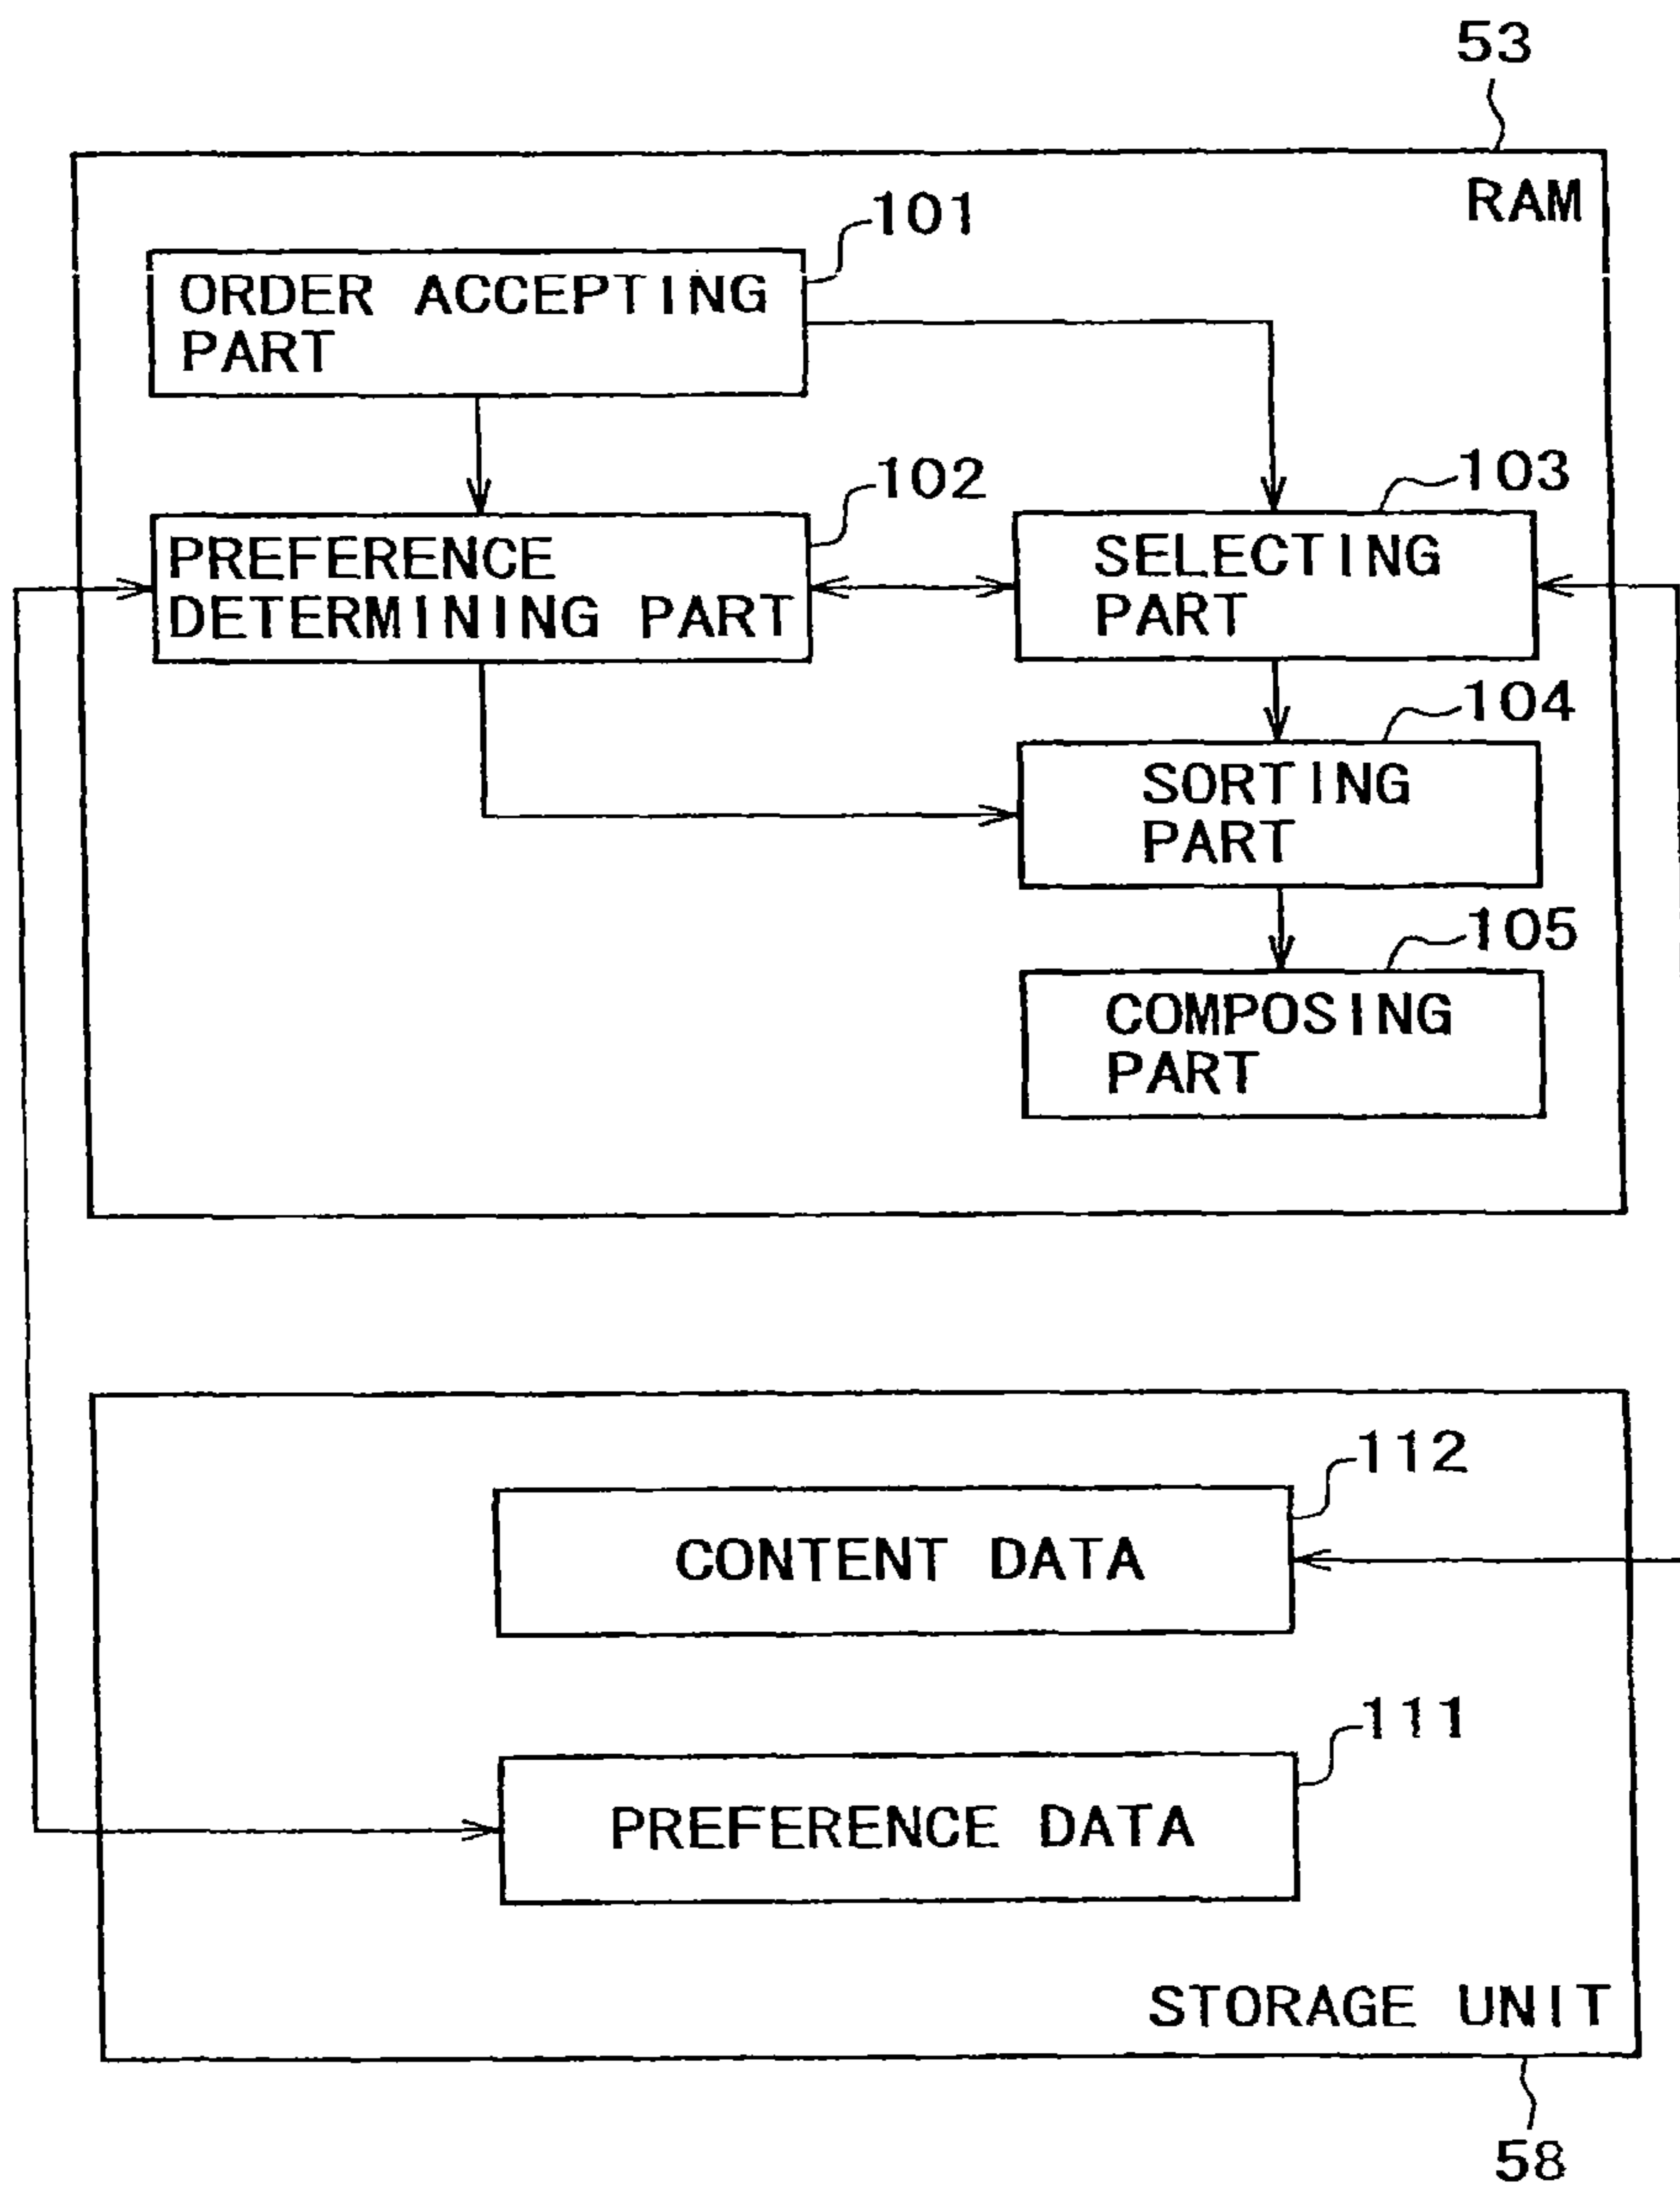 53
RAM
101
ORDER ACCEPTING
PART
102
PREFERENCE
DETERMINING PART
103
SELECTING
PART
104
SORTING
PART
105
COMPOSING
PART
112
CONTENT DATA
111
PREFERENCE DATA
STORAGE UNIT
58